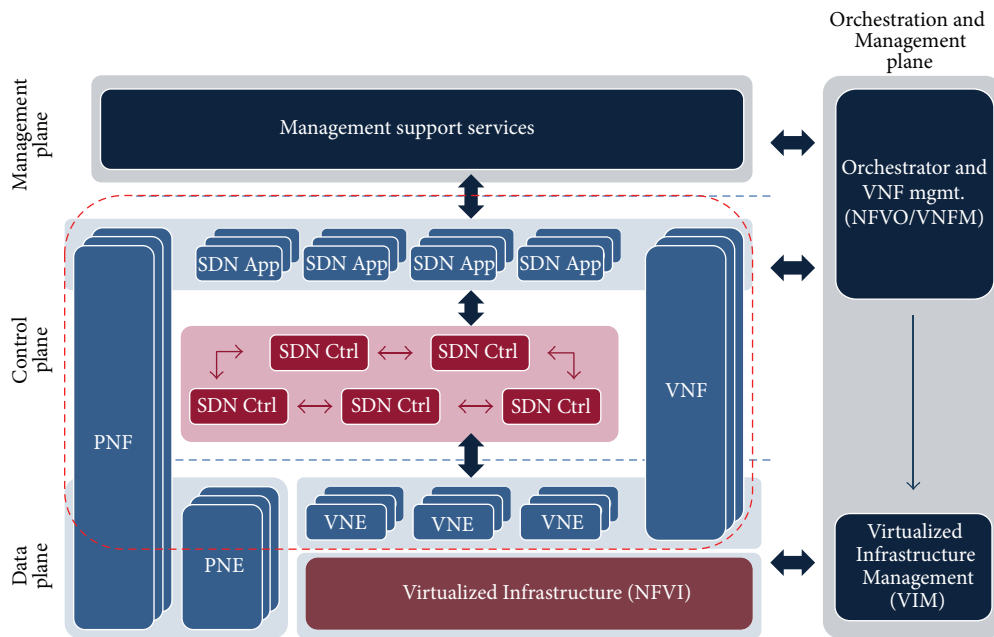 Orchestration and
Management
plane
Management
plane
Management support services
Orchestrator and
VNF mgmt.
(NFVO/VNFM)
Control
plane
SDN App
SDN App
SDN App
SDN App
SDN Ctrl
SDN Ctrl
SDN Ctrl
SDN Ctrl
SDN Ctrl
PNF
VNF
Data
plane
PNE
VNE
VNE
VNE
Virtualized Infrastructure (NFVI)
Virtualized
Infrastructure
Management
(VIM)